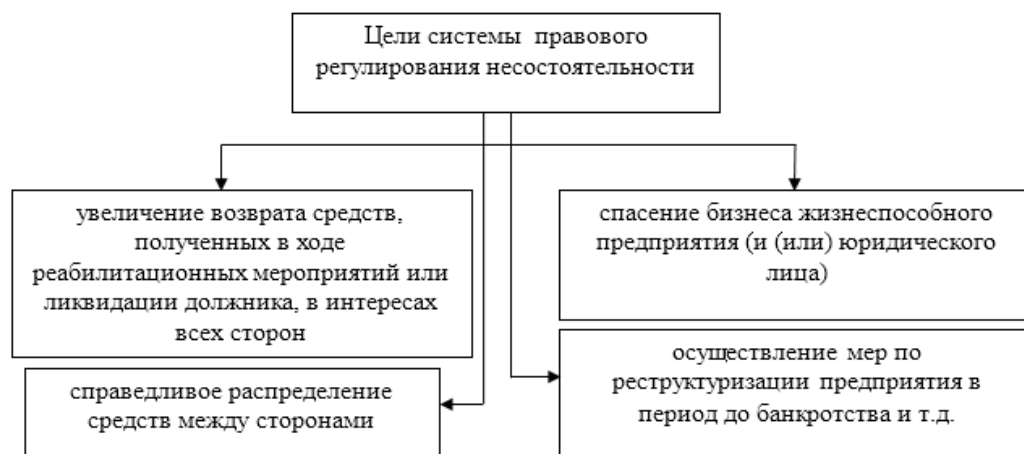 Цели системы правового
регулирования несостоятельности
увеличение возврата средств,
полученных в ходе
реабилитационных мероприятий или
ликвидации должника, в интересах
всех сторон
спасение бизнеса жизнеспособного
предприятия (и (или) юридического
лица)
справедливое распределение
средств между сторонами
осуществление мер по
реструктуризации предприятия в
период до банкротства и т.д.